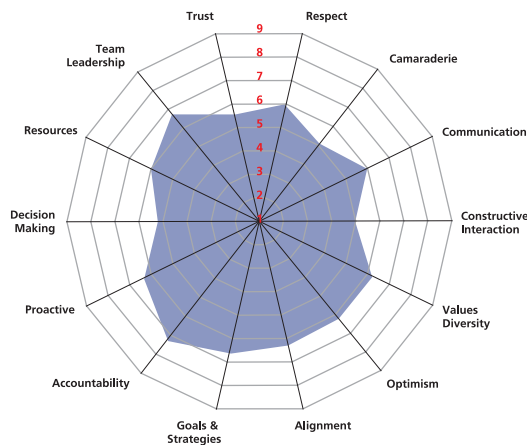 Trust
Respect
Team
Leadership
Camaraderie
Resources
Communication
Decision
Making
Constructive
Interaction
Proactive
Values
Diversity
Accountability
Optimism
Goals &
Strategies
Alignment
9
8
7
6
5
4
3
2